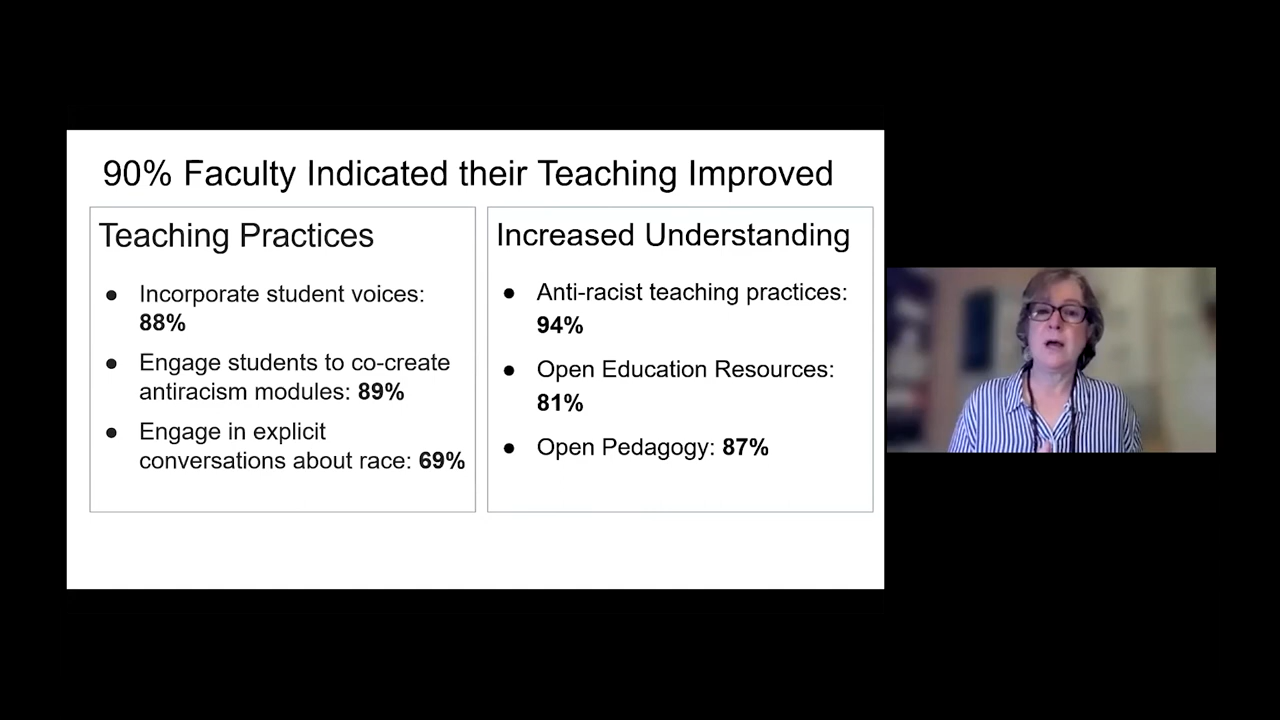 90% Faculty Indicated their Teaching Improved
Teaching Practices
● Incorporate student voices:
88%
● Engage students to co-create
antiracism modules: 89%
● Engage in explicit
conversations about race: 69%
Increased Understanding
● Anti-racist teaching practices:
94%
● Open Education Resources:
81%
● Open Pedagogy: 87%